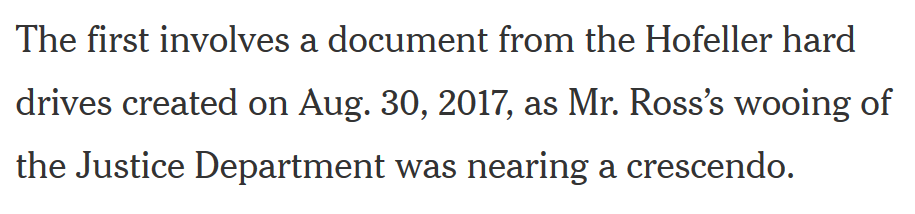 The first involves a document from the Hofeller hard
drives created on Aug. 30, 2017, as Mr. Ross’s wooing of
the Justice Department was nearing a crescendo.